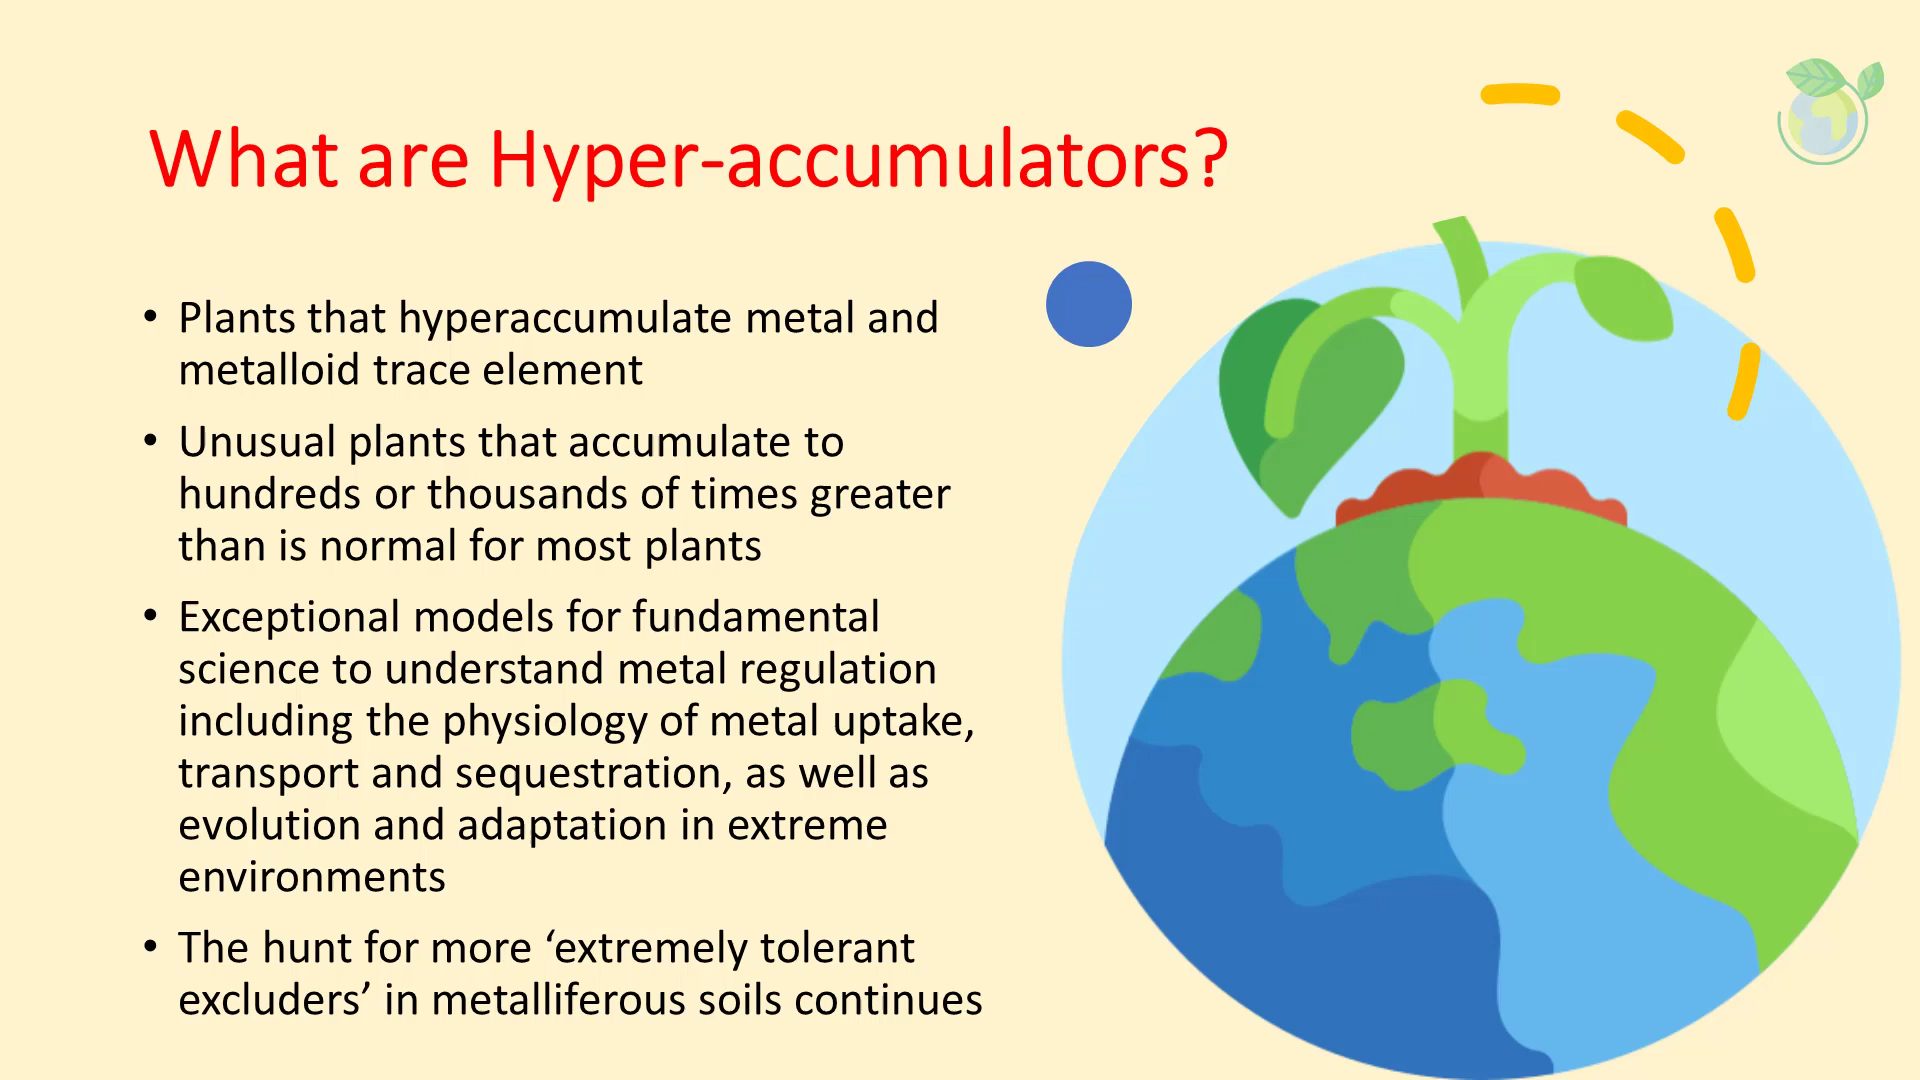 What are Hyper-accumulators?
• Plants that hyperaccumulate metal and
metalloid trace element
• Unusual plants that accumulate to
hundreds or thousands of times greater
than is normal for most plants
• Exceptional models for fundamental
science to understand metal regulation
including the physiology of metal uptake,
transport and sequestration, as well as
evolution and adaptation in extreme
environments
• The hunt for more ‘extremely tolerant
excluders’ in metalliferous soils continues